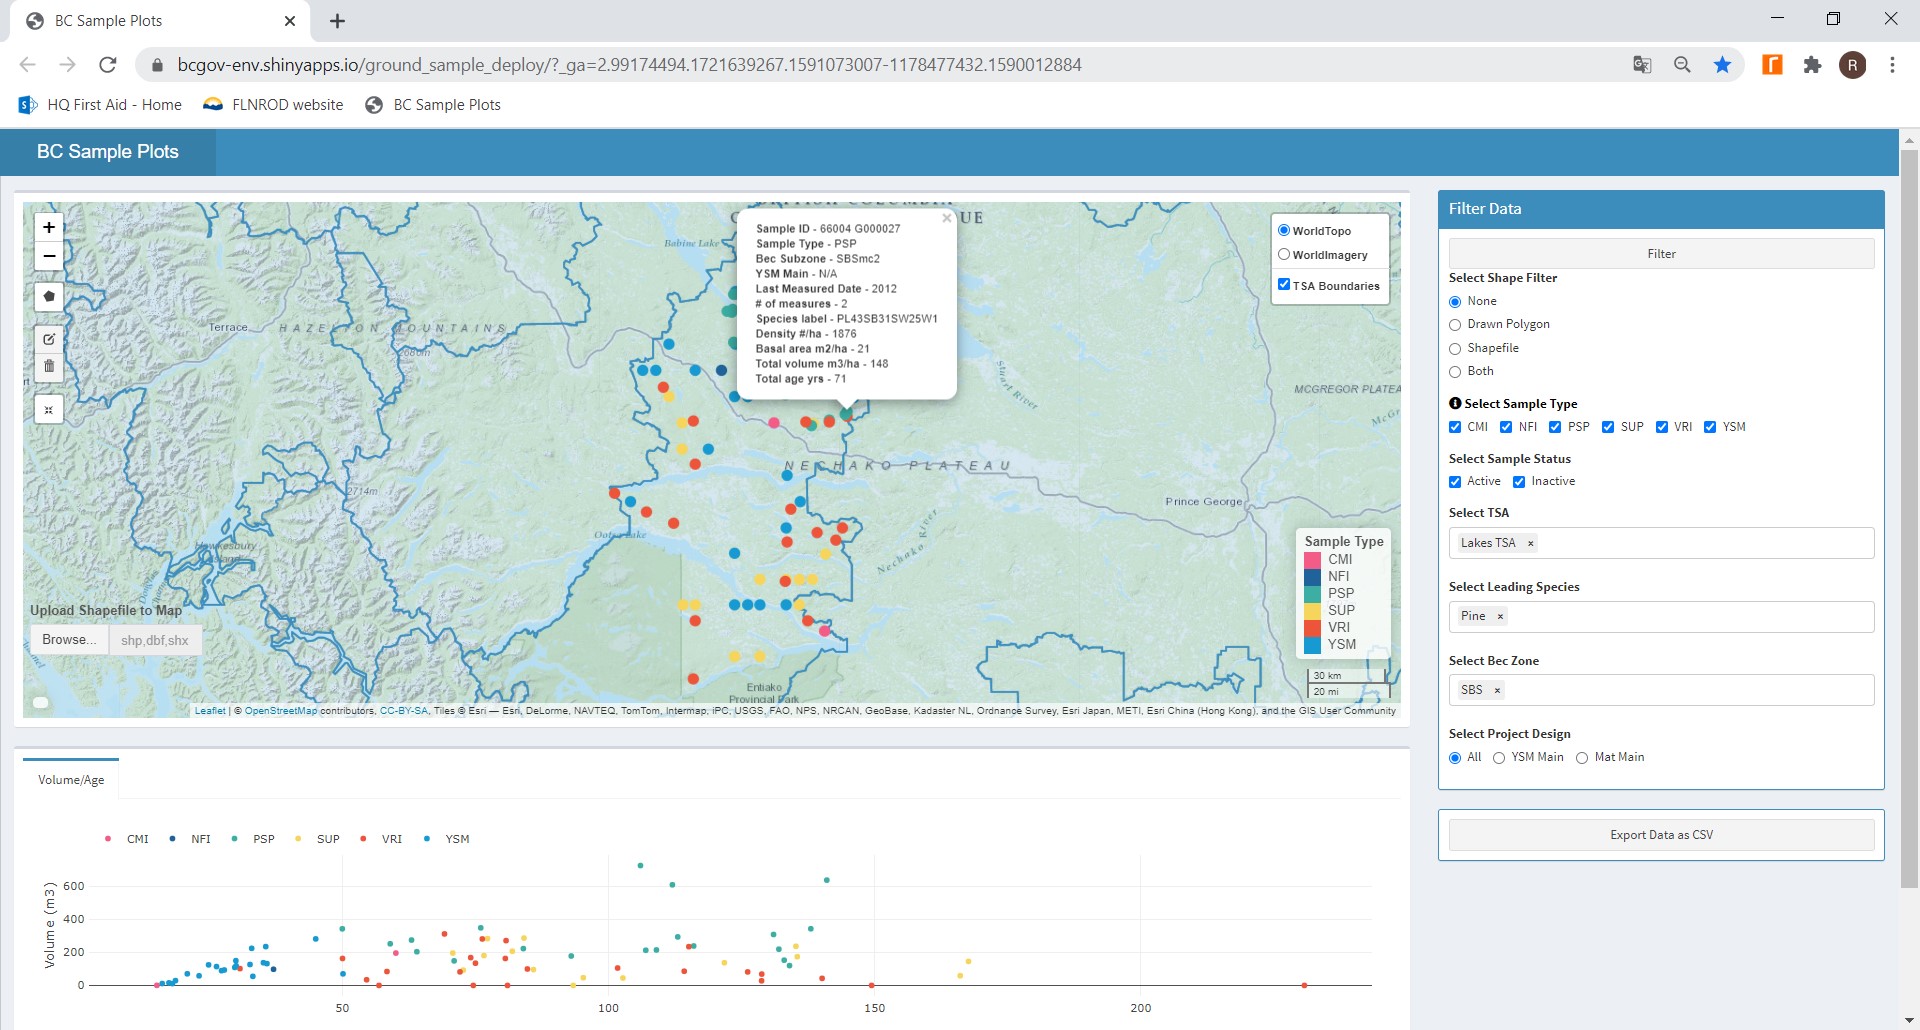 BC Sample Plots
bcgov-env.shinyapps.io/ground_sample_deploy/?_ga=2.99174494.1721639267.1591073007-1178477432.1590012884
R
HQ First Aid - Home
FLNROD website
BC Sample Plots
BC Sample Plots
+
−
Babine Lake
Terrace
HAZELTON MOUNTAINS
2680m
2714m
Hawkesbury
Island
Ootsa Lake
NECHAKO PLATEAU
Nechako River
Stuart River
MCGREGOR PLATEA
Prince George
Entiako
Provincial Park
Sample ID - 66004 G000027
Sample Type - PSP
Bec Subzone - SBSmc2
YSM Main - N/A
Last Measured Date - 2012
# of measures - 2
Species label - PL43SB31SW25W1
Density #/ha - 1876
Basal area m2/ha - 21
Total volume m3/ha - 148
Total age yrs - 71
×
WorldTopo
WorldImagery
TSA Boundaries
Sample Type
CMI
NFI
PSP
SUP
VRI
YSM
30 km
20 mi
Upload Shapefile to Map
Browse...
shp,dbf,shx
Leaflet | © OpenStreetMap contributors, CC-BY-SA, Tiles © Esri — Esri, DeLorme, NAVTEQ, TomTom, Intermap, iPC, USGS, FAO, NPS, NRCAN, GeoBase, Kadaster NL, Ordnance Survey, Esri Japan, METI, Esri China (Hong Kong), and the GIS User Community
Volume/Age
CMI NFI PSP SUP VRI YSM
Volume (m3)
600
400
200
0
50 100 150 200
Filter Data
Filter
Select Shape Filter
None
Drawn Polygon
Shapefile
Both
Select Sample Type
CMI NFI PSP SUP VRI YSM
Select Sample Status
Active Inactive
Select TSA
Lakes TSA ×
Select Leading Species
Pine ×
Select Bec Zone
SBS ×
Select Project Design
All YSM Main Mat Main
Export Data as CSV